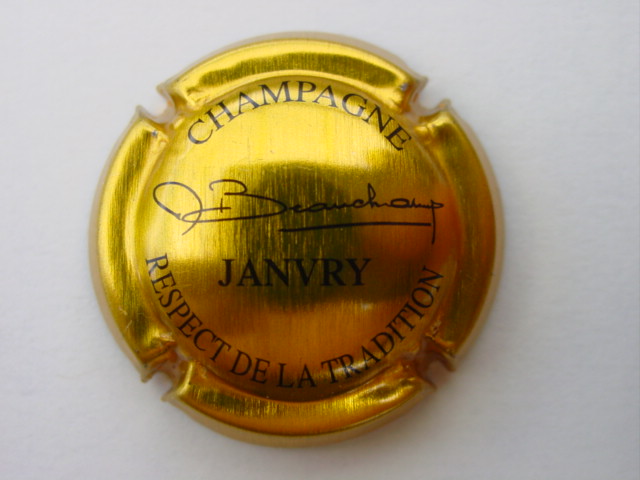 CHAMPAGNE
Beauchamp
JANVRY
RESPECT DE LA TRADITION